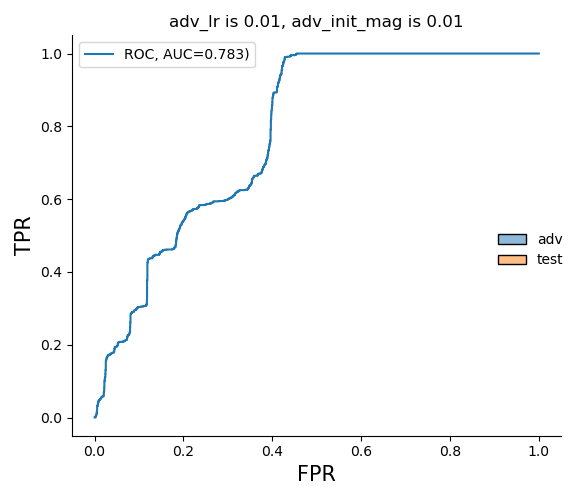 adv_lr is 0.01, adv_init_mag is 0.01
ROC, AUC=0.783)
1.0
0.8
0.6
0.4
0.2
0.0
TPR
adv
test
0.0 0.2 0.4 0.6 0.8 1.0
FPR